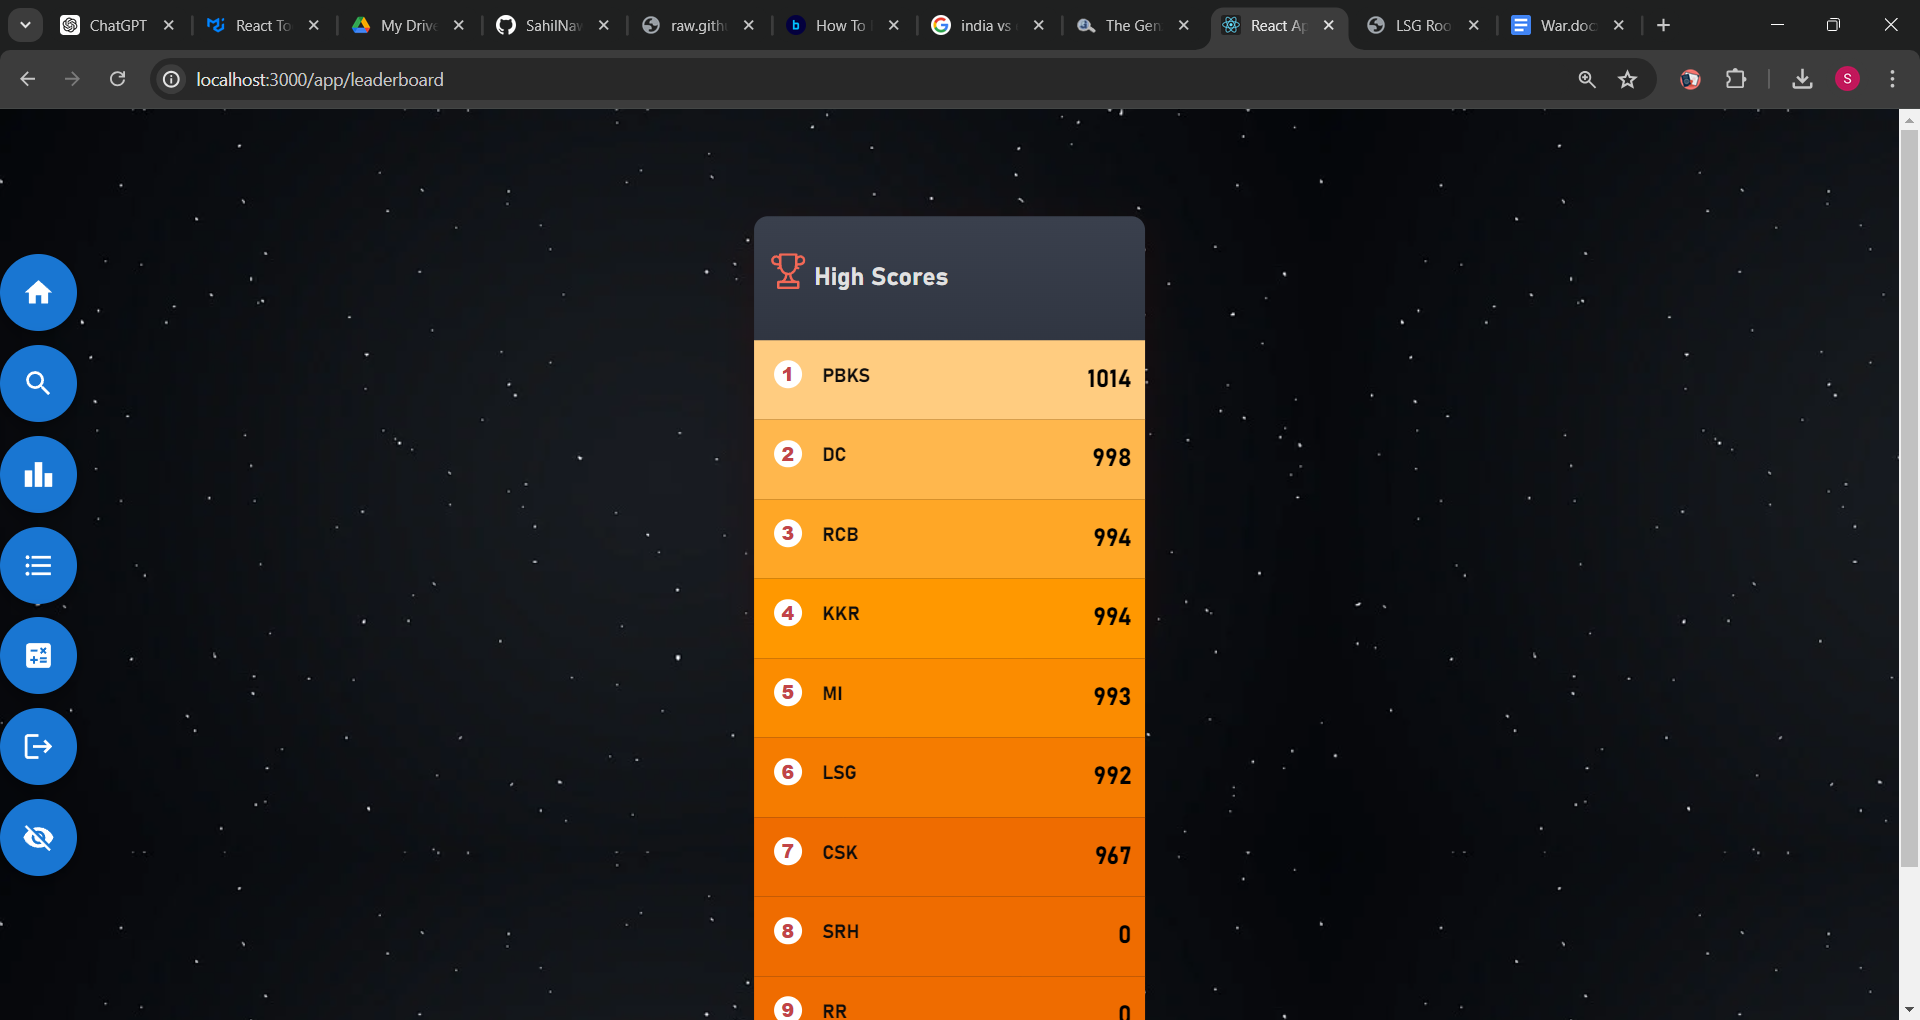 ChatGPT
React To
My Drive
SahilNav
raw.gith
How To
india vs
The Gen
React Ap
LSG Roo
War.doc
S
localhost:3000/app/leaderboard
High Scores
1 PBKS 1014
2 DC 998
3 RCB 994
4 KKR 994
5 MI 993
6 LSG 992
7 CSK 967
8 SRH 0
9 RR 0